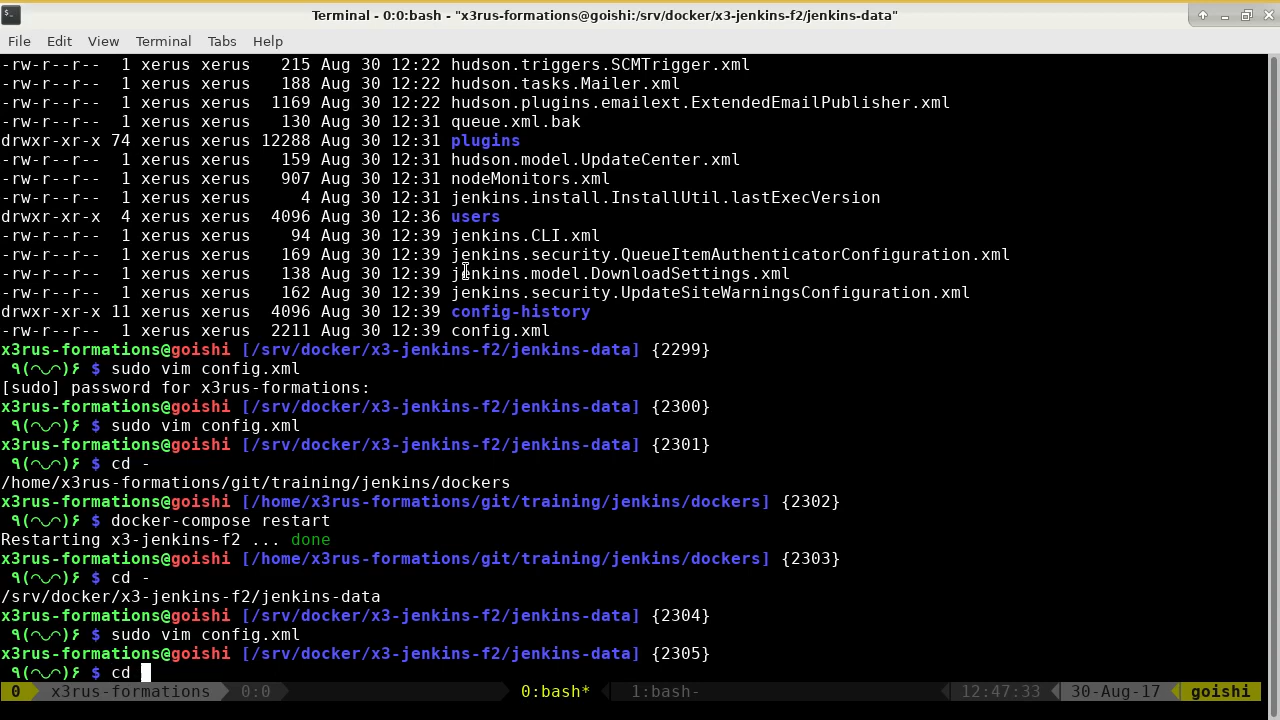 Terminal - 0:0:bash - "x3rus-formations@goishi:/srv/docker/x3-jenkins-f2/jenkins-data"
File Edit View Terminal Tabs Help
-rw-r--r-- 1 xerus xerus 215 Aug 30 12:22 hudson.triggers.SCMTrigger.xml
-rw-r--r-- 1 xerus xerus 188 Aug 30 12:22 hudson.tasks.Mailer.xml
-rw-r--r-- 1 xerus xerus 1169 Aug 30 12:22 hudson.plugins.emailext.ExtendedEmailPublisher.xml
-rw-r--r-- 1 xerus xerus 130 Aug 30 12:31 queue.xml.bak
drwxr-xr-x 74 xerus xerus 12288 Aug 30 12:31 plugins
-rw-r--r-- 1 xerus xerus 159 Aug 30 12:31 hudson.model.UpdateCenter.xml
-rw-r--r-- 1 xerus xerus 907 Aug 30 12:31 nodeMonitors.xml
-rw-r--r-- 1 xerus xerus 4 Aug 30 12:31 jenkins.install.InstallUtil.lastExecVersion
drwxr-xr-x 4 xerus xerus 4096 Aug 30 12:36 users
-rw-r--r-- 1 xerus xerus 94 Aug 30 12:39 jenkins.CLI.xml
-rw-r--r-- 1 xerus xerus 169 Aug 30 12:39 jenkins.security.QueueItemAuthenticatorConfiguration.xml
-rw-r--r-- 1 xerus xerus 138 Aug 30 12:39 jenkins.model.DownloadSettings.xml
-rw-r--r-- 1 xerus xerus 162 Aug 30 12:39 jenkins.security.UpdateSiteWarningsConfiguration.xml
drwxr-xr-x 11 xerus xerus 4096 Aug 30 12:39 config-history
-rw-r--r-- 1 xerus xerus 2211 Aug 30 12:39 config.xml
x3rus-formations@goishi [/srv/docker/x3-jenkins-f2/jenkins-data] {2299}
٩(◠◡◠)۶ $ sudo vim config.xml
[sudo] password for x3rus-formations:
x3rus-formations@goishi [/srv/docker/x3-jenkins-f2/jenkins-data] {2300}
٩(◠◡◠)۶ $ sudo vim config.xml
x3rus-formations@goishi [/srv/docker/x3-jenkins-f2/jenkins-data] {2301}
٩(◠◡◠)۶ $ cd -
/home/x3rus-formations/git/training/jenkins/dockers
x3rus-formations@goishi [/home/x3rus-formations/git/training/jenkins/dockers] {2302}
٩(◠◡◠)۶ $ docker-compose restart
Restarting x3-jenkins-f2 ... done
x3rus-formations@goishi [/home/x3rus-formations/git/training/jenkins/dockers] {2303}
٩(◠◡◠)۶ $ cd -
/srv/docker/x3-jenkins-f2/jenkins-data
x3rus-formations@goishi [/srv/docker/x3-jenkins-f2/jenkins-data] {2304}
٩(◠◡◠)۶ $ sudo vim config.xml
x3rus-formations@goishi [/srv/docker/x3-jenkins-f2/jenkins-data] {2305}
٩(◠◡◠)۶ $ cd
0 x3rus-formations 0:0 0:bash* 1:bash- 12:47:33 30-Aug-17 goishi